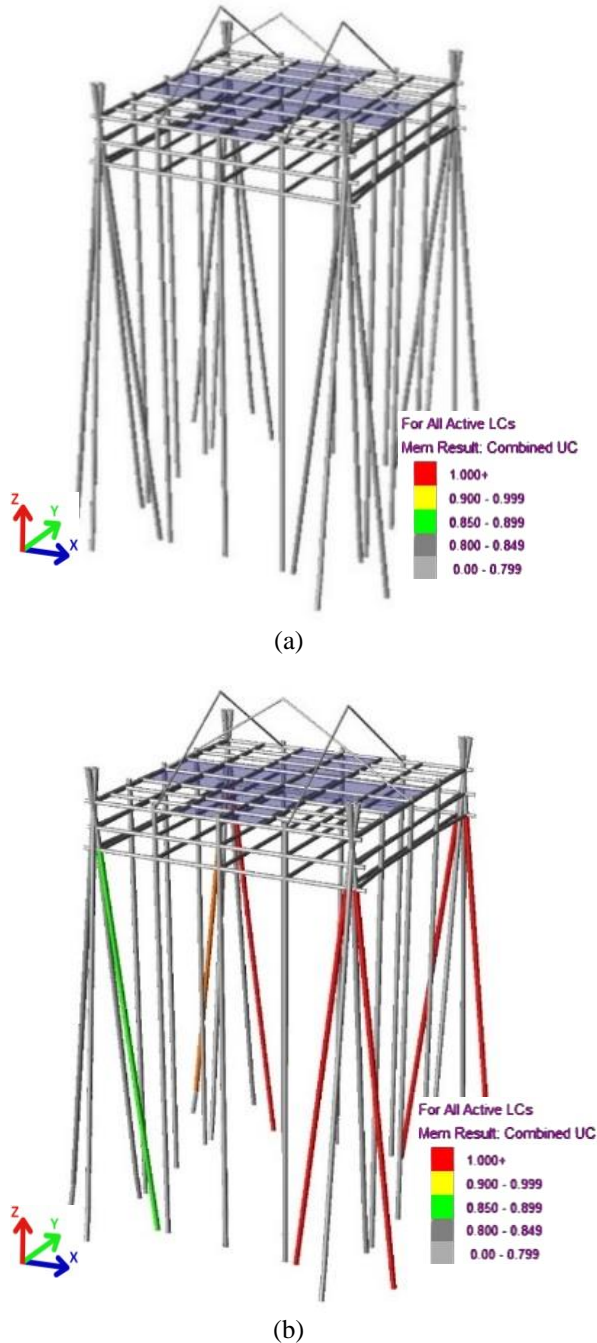 For All Active LCs
Mem Result: Combined UC
1.000+
0.900 - 0.999
0.850 - 0.899
0.800 - 0.849
0.00 - 0.799
Z
Y
X
(a)
For All Active LCs
Mem Result: Combined UC
1.000+
0.900 - 0.999
0.850 - 0.899
0.800 - 0.849
0.00 - 0.799
Z
Y
X
(b)